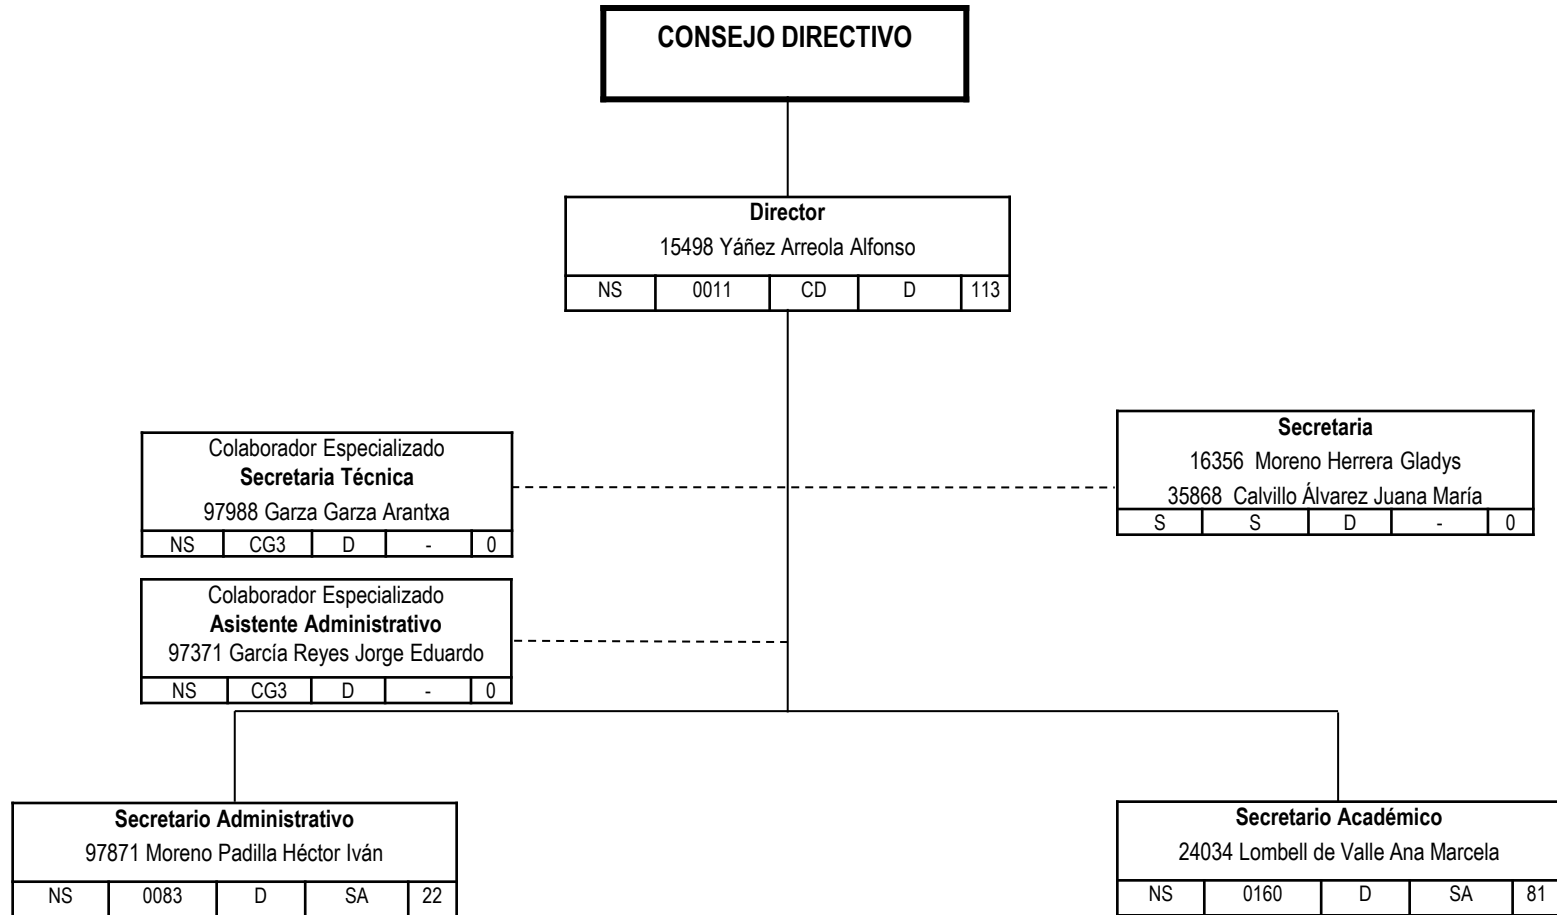 CONSEJO DIRECTIVO
Director
15498 Yáñez Arreola Alfonso
NS 0011 CD D 113
Colaborador Especializado
Secretaria Técnica
97988 Garza Garza Arantxa
NS CG3 D - 0
Secretaria
16356 Moreno Herrera Gladys
35868 Calvillo Álvarez Juana María
S S D - 0
Colaborador Especializado
Asistente Administrativo
97371 García Reyes Jorge Eduardo
NS CG3 D - 0
Secretario Administrativo
97871 Moreno Padilla Héctor Iván
NS 0083 D SA 22
Secretario Académico
24034 Lombell de Valle Ana Marcela
NS 0160 D SA 81